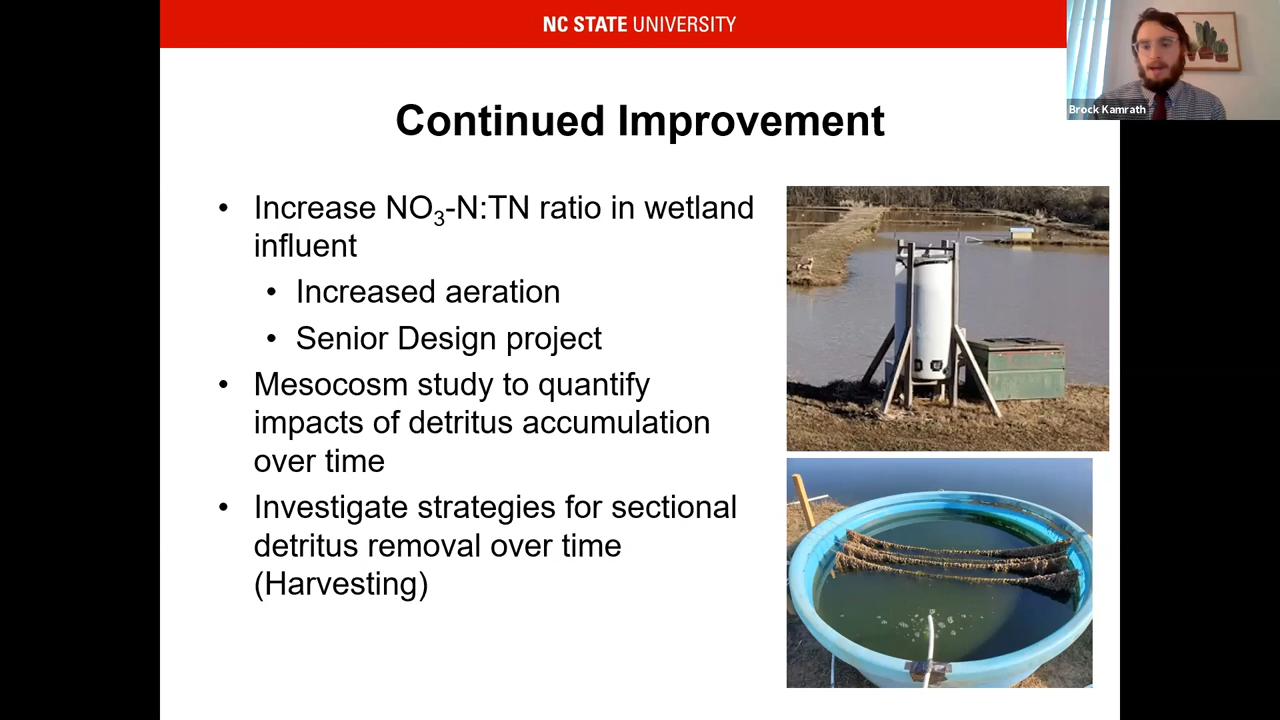 NC STATE UNIVERSITY
Brock Kamrath
Continued Improvement
• Increase NO₃-N:TN ratio in wetland
influent
• Increased aeration
• Senior Design project
• Mesocosm study to quantify
impacts of detritus accumulation
over time
• Investigate strategies for sectional
detritus removal over time
(Harvesting)